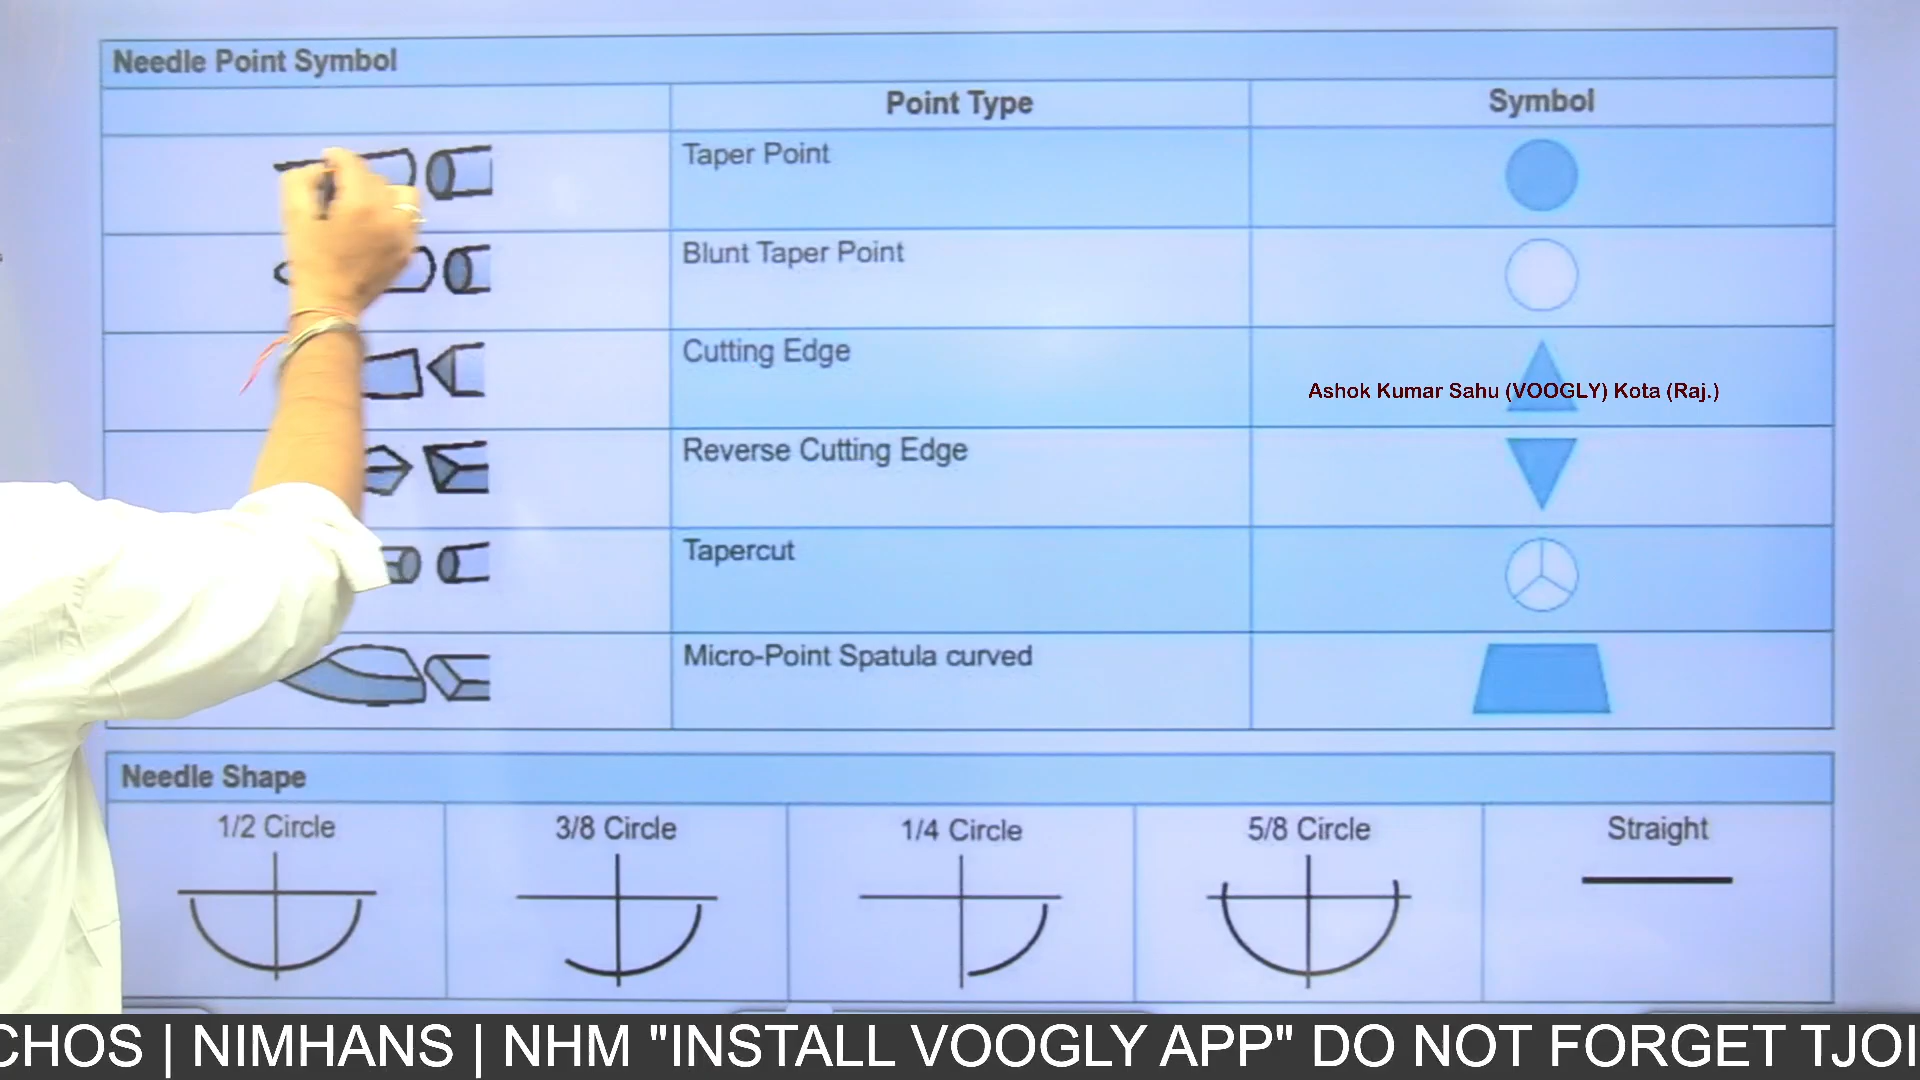 Needle Point Symbol
Point Type
Symbol
Taper Point
Blunt Taper Point
Cutting Edge
Ashok Kumar Sahu (VOOGLY) Kota (Raj.)
Reverse Cutting Edge
Tapercut
Micro-Point Spatula curved
Needle Shape
1/2 Circle
3/8 Circle
1/4 Circle
5/8 Circle
Straight
CHOS | NIMHANS | NHM "INSTALL VOOGLY APP" DO NOT FORGET TJOI